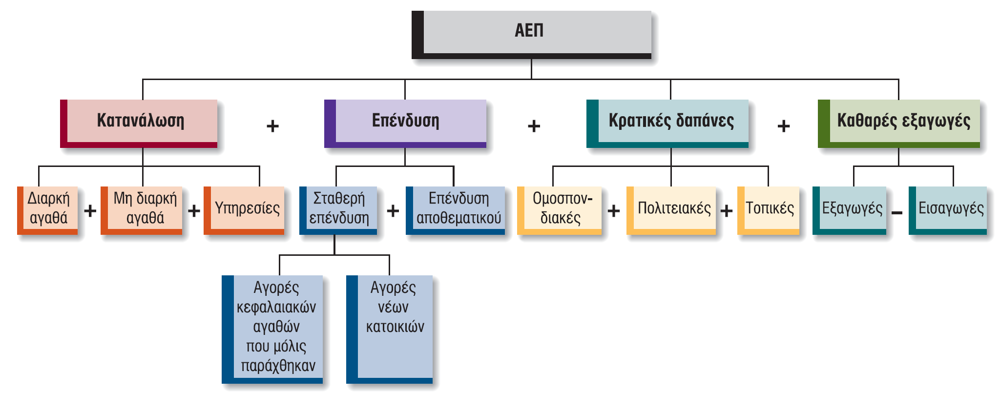 ΑΕΠ
Κατανάλωση
+
Επένδυση
+
Κρατικές δαπάνες
+
Καθαρές εξαγωγές
Διαρκή
αγαθά
+
Μη διαρκή
αγαθά
+
Υπηρεσίες
Σταθερή
επένδυση
+
Επένδυση
αποθεματικού
Ομοσπον-
διακές
+
Πολιτειακές
+
Τοπικές
Εξαγωγές
–
Εισαγωγές
Αγορές
κεφαλαιακών
αγαθών
που μόλις
παράχθηκαν
Αγορές
νέων
κατοικιών